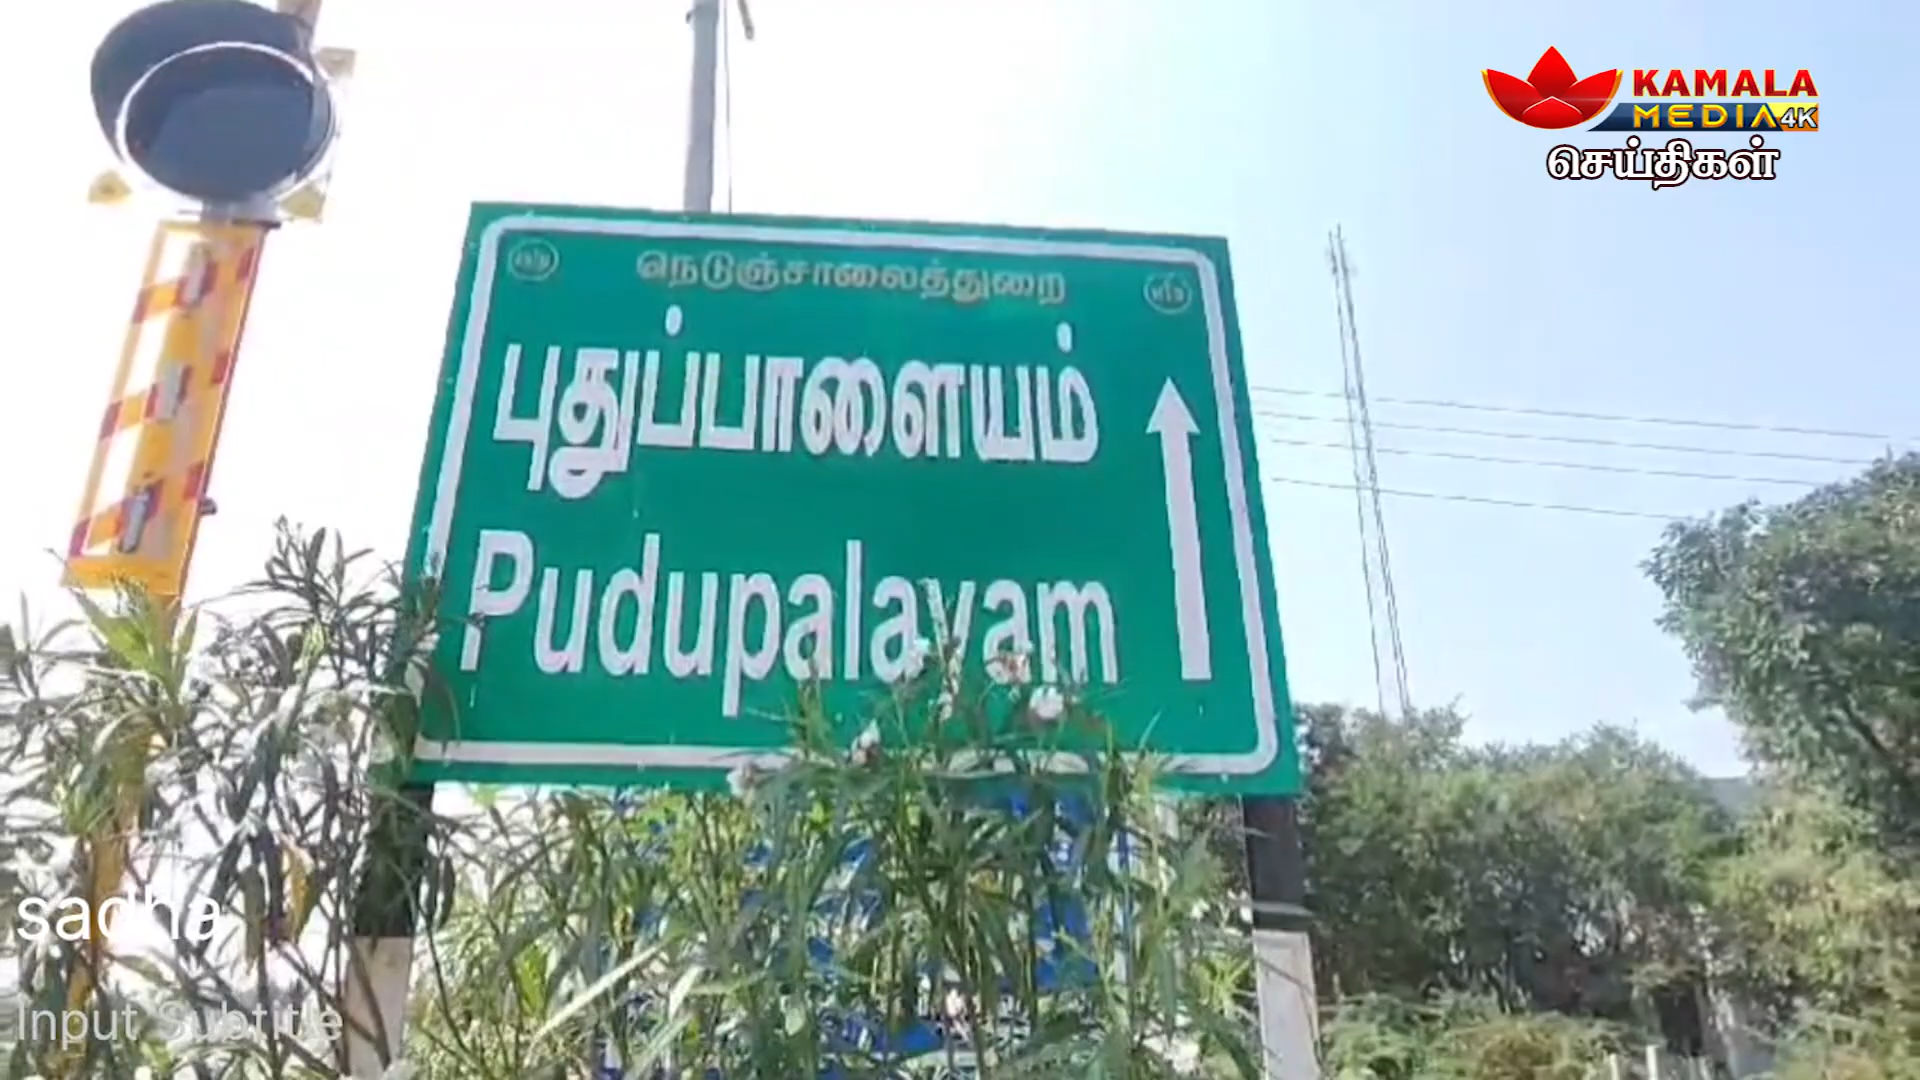 KAMALA
MEDIA 4K
செய்திகள்
நெடுஞ்சாலைத்துறை
புதுப்பாளையம்
Pudupalayam
sadha
Input Subtitle